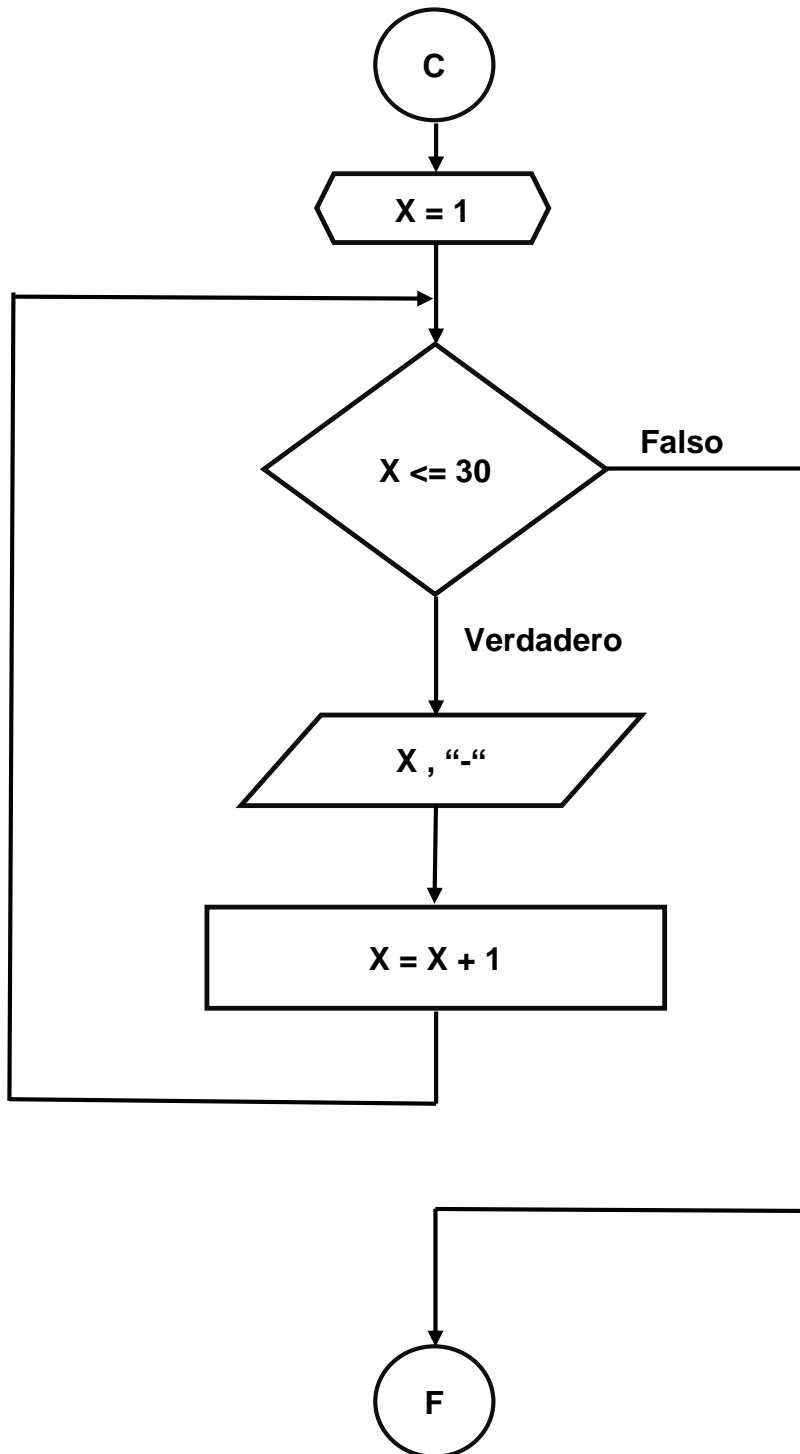 C
X = 1
Falso
X <= 30
Verdadero
X , “-“
X = X + 1
F